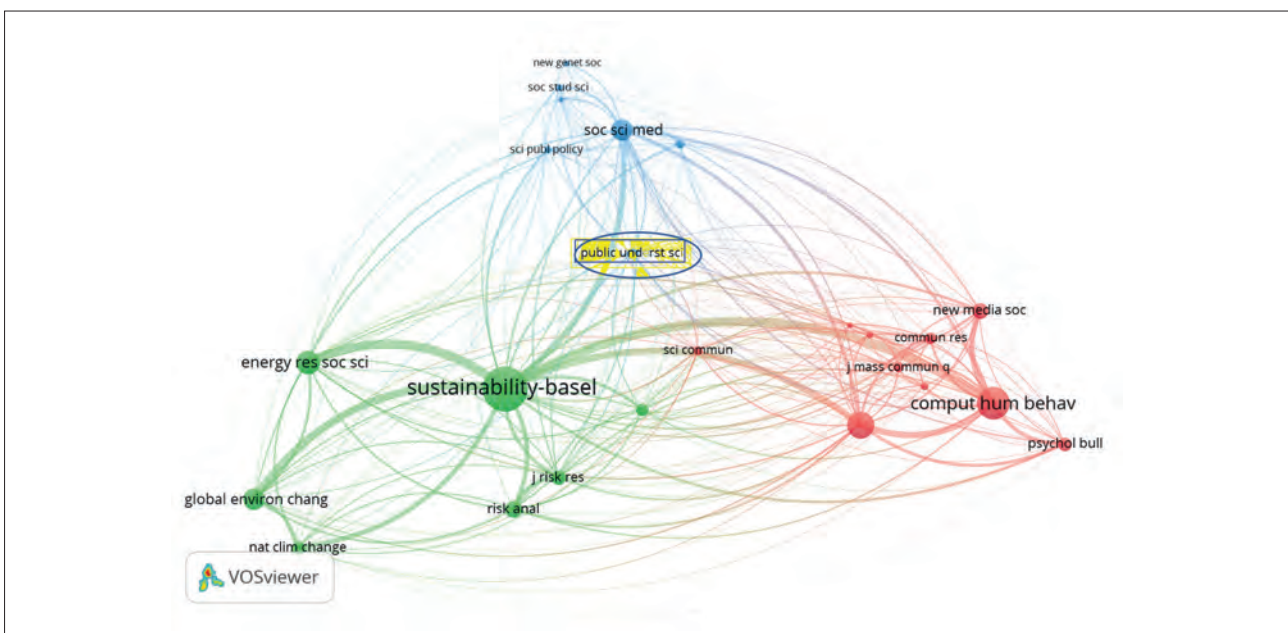 new genet soc
soc stud sci
soc sci med
sci publ policy
public und rst sci
new media soc
commun res
sci commun
energy res soc sci
j mass commun q
sustainability-basel
comput hum behav
psychol bull
j risk res
global environ chang
risk anal
nat clim change
VOSviewer